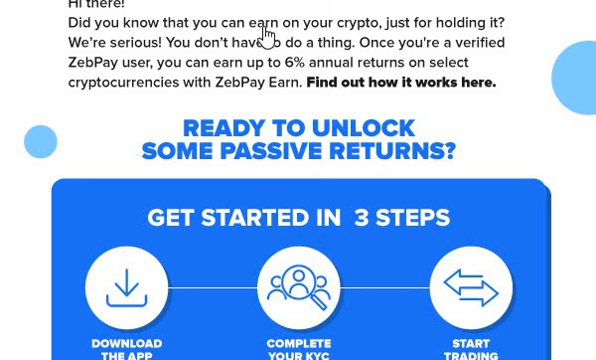 Hi there!
Did you know that you can earn on your crypto, just for holding it?
We're serious! You don't have to do a thing. Once you're a verified
ZebPay user, you can earn up to 6% annual returns on select
cryptocurrencies with ZebPay Earn. Find out how it works here.
READY TO UNLOCK
SOME PASSIVE RETURNS?
GET STARTED IN 3 STEPS
DOWNLOAD
THE APP
COMPLETE
YOUR KYC
START
TRADING